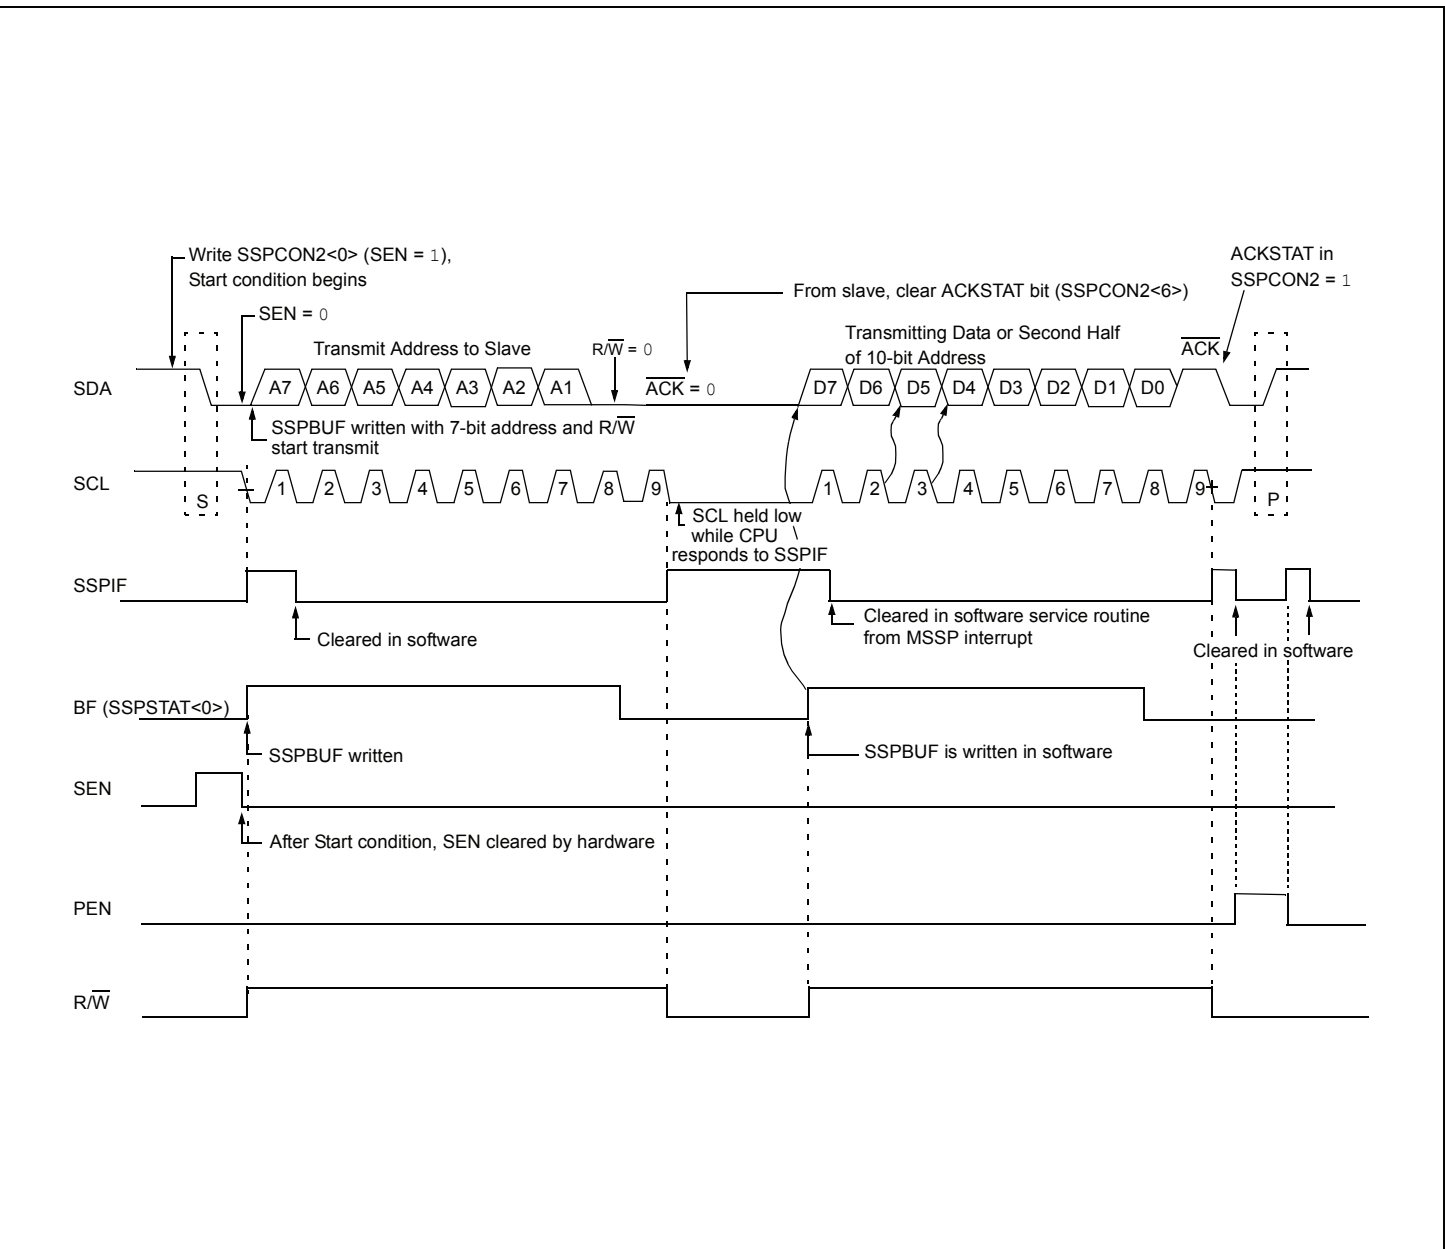 Write SSPCON2<0> (SEN = 1),
Start condition begins
ACKSTAT in
SSPCON2 = 1
From slave, clear ACKSTAT bit (SSPCON2<6>)
SEN = 0
Transmit Address to Slave
R/W̅ = 0
Transmitting Data or Second Half
of 10-bit Address
A̅C̅K̅
SDA
A7 A6 A5 A4 A3 A2 A1
A̅C̅K̅ = 0
D7 D6 D5 D4 D3 D2 D1 D0
SSPBUF written with 7-bit address and R/W̅
start transmit
SCL
S
1 2 3 4 5 6 7 8 9
1 2 3 4 5 6 7 8 9
P
SCL held low
while CPU
responds to SSPIF
SSPIF
Cleared in software
Cleared in software service routine
from MSSP interrupt
Cleared in software
BF (SSPSTAT<0>)
SSPBUF written
SSPBUF is written in software
SEN
After Start condition, SEN cleared by hardware
PEN
R/W̅